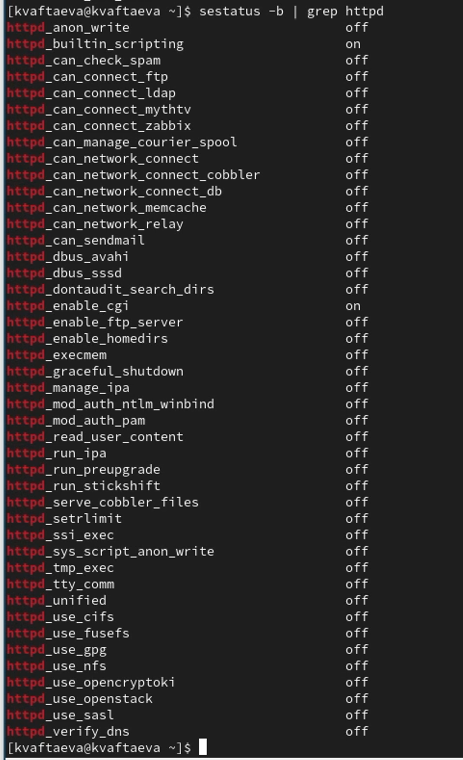 [kvaftaeva@kvaftaeva ~]$ sestatus -b | grep httpd
httpd_anon_write off
httpd_builtin_scripting on
httpd_can_check_spam off
httpd_can_connect_ftp off
httpd_can_connect_ldap off
httpd_can_connect_mythtv off
httpd_can_connect_zabbix off
httpd_can_manage_courier_spool off
httpd_can_network_connect off
httpd_can_network_connect_cobbler off
httpd_can_network_connect_db off
httpd_can_network_memcache off
httpd_can_network_relay off
httpd_can_sendmail off
httpd_dbus_avahi off
httpd_dbus_sssd off
httpd_dontaudit_search_dirs off
httpd_enable_cgi on
httpd_enable_ftp_server off
httpd_enable_homedirs off
httpd_execmem off
httpd_graceful_shutdown off
httpd_manage_ipa off
httpd_mod_auth_ntlm_winbind off
httpd_mod_auth_pam off
httpd_read_user_content off
httpd_run_ipa off
httpd_run_preupgrade off
httpd_run_stickshift off
httpd_serve_cobbler_files off
httpd_setrlimit off
httpd_ssi_exec off
httpd_sys_script_anon_write off
httpd_tmp_exec off
httpd_tty_comm off
httpd_unified off
httpd_use_cifs off
httpd_use_fusefs off
httpd_use_gpg off
httpd_use_nfs off
httpd_use_opencryptoki off
httpd_use_openstack off
httpd_use_sasl off
httpd_verify_dns off
[kvaftaeva@kvaftaeva ~]$